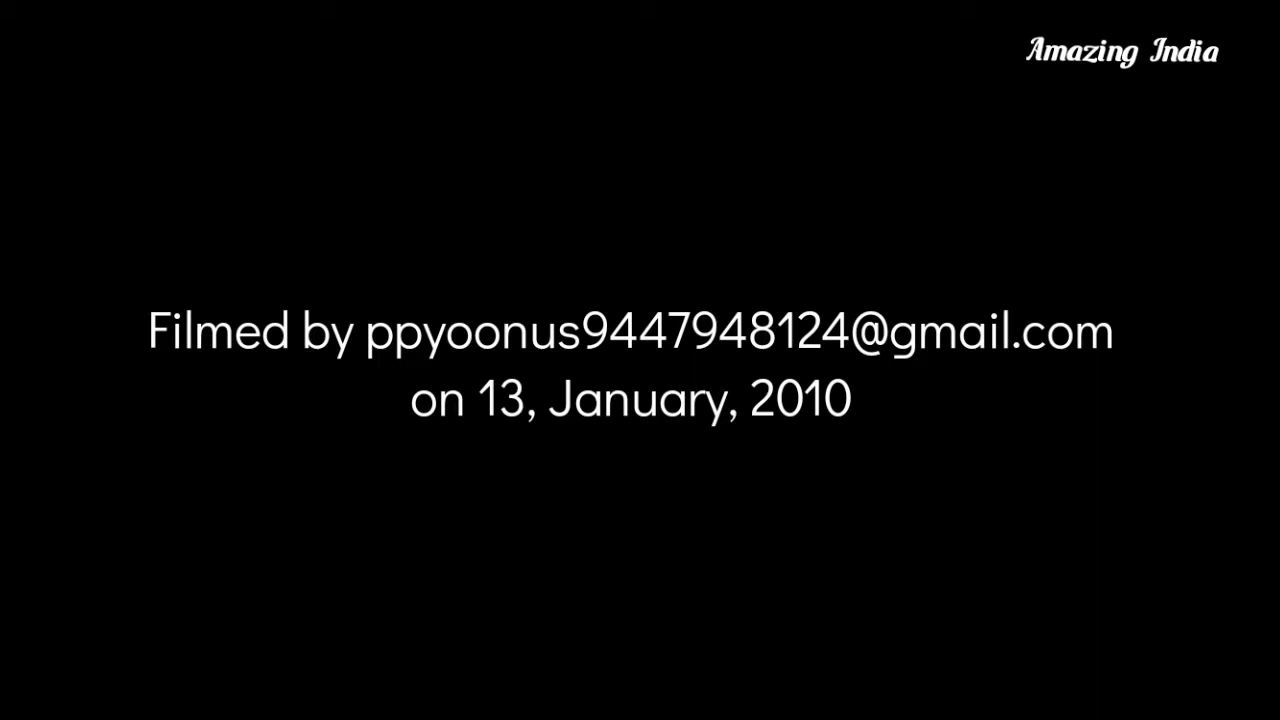 Amazing India
Filmed by ppyoonus9447948124@gmail.com
on 13, January, 2010